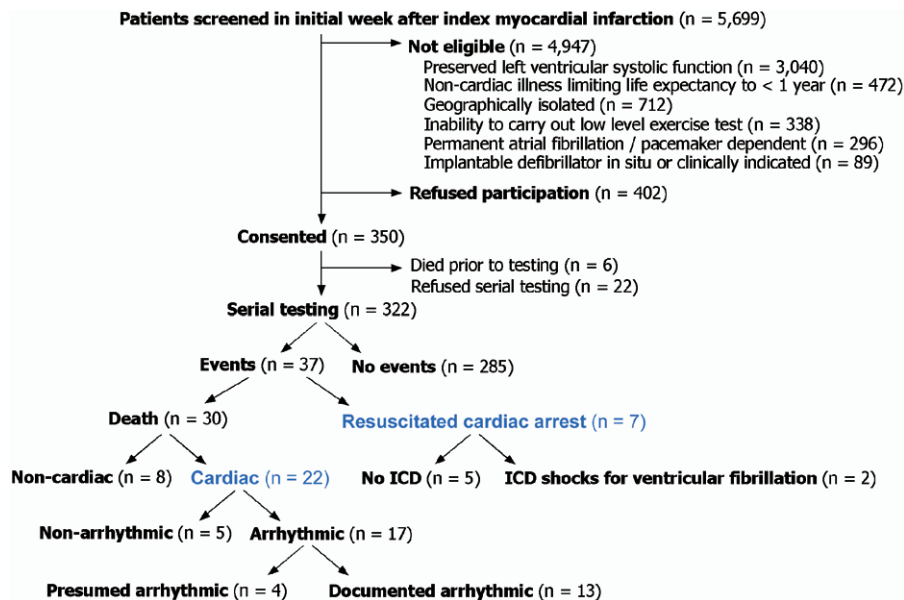 Patients screened in initial week after index myocardial infarction (n = 5,699)
Not eligible (n = 4,947)
Preserved left ventricular systolic function (n = 3,040)
Non-cardiac illness limiting life expectancy to < 1 year (n = 472)
Geographically isolated (n = 712)
Inability to carry out low level exercise test (n = 338)
Permanent atrial fibrillation / pacemaker dependent (n = 296)
Implantable defibrillator in situ or clinically indicated (n = 89)
Refused participation (n = 402)
Consented (n = 350)
Died prior to testing (n = 6)
Refused serial testing (n = 22)
Serial testing (n = 322)
Events (n = 37) No events (n = 285)
Death (n = 30) Resuscitated cardiac arrest (n = 7)
Non-cardiac (n = 8) Cardiac (n = 22) No ICD (n = 5) ICD shocks for ventricular fibrillation (n = 2)
Non-arrhythmic (n = 5) Arrhythmic (n = 17)
Presumed arrhythmic (n = 4) Documented arrhythmic (n = 13)